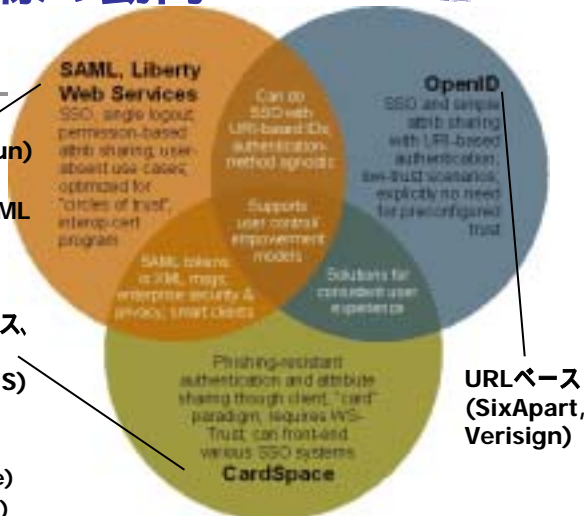 SAML, Liberty
Web Services
SSO, single logout,
permission-based
attrib sharing, user-
absent use cases;
optimized for
"circles of trust";
interop cert
program
Can do
SSO with
URI-based IDs;
authentication-
method agnostic
OpenID
SSO and simple
attrib sharing
with URI-based
authentication,
low-trust scenarios;
explicitly no need
for preconfigured
trust
un)
ML
Supports
user control/
empowerment
models
SAML tokens
in XML msgs;
enterprise security &
privacy; smart clients
Solutions for
consistent user
experience
ス、
S)
Phishing-resistant
authentication and attribute
sharing though client, "card"
paradigm, requires WS-
Trust; can front-end
various SSO systems
CardSpace
URLベース
(SixApart,
Verisign)
e)